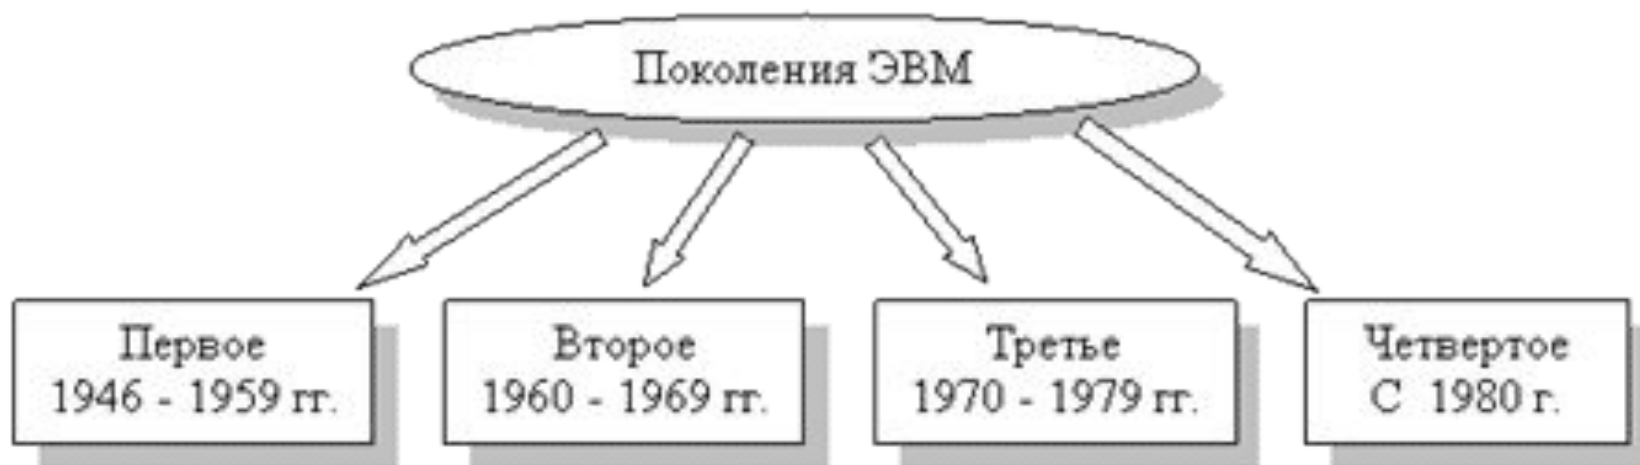 Поколения ЭВМ
Первое
1946 - 1959 гг.
Второе
1960 - 1969 гг.
Третье
1970 - 1979 гг.
Четвертое
С 1980 г.